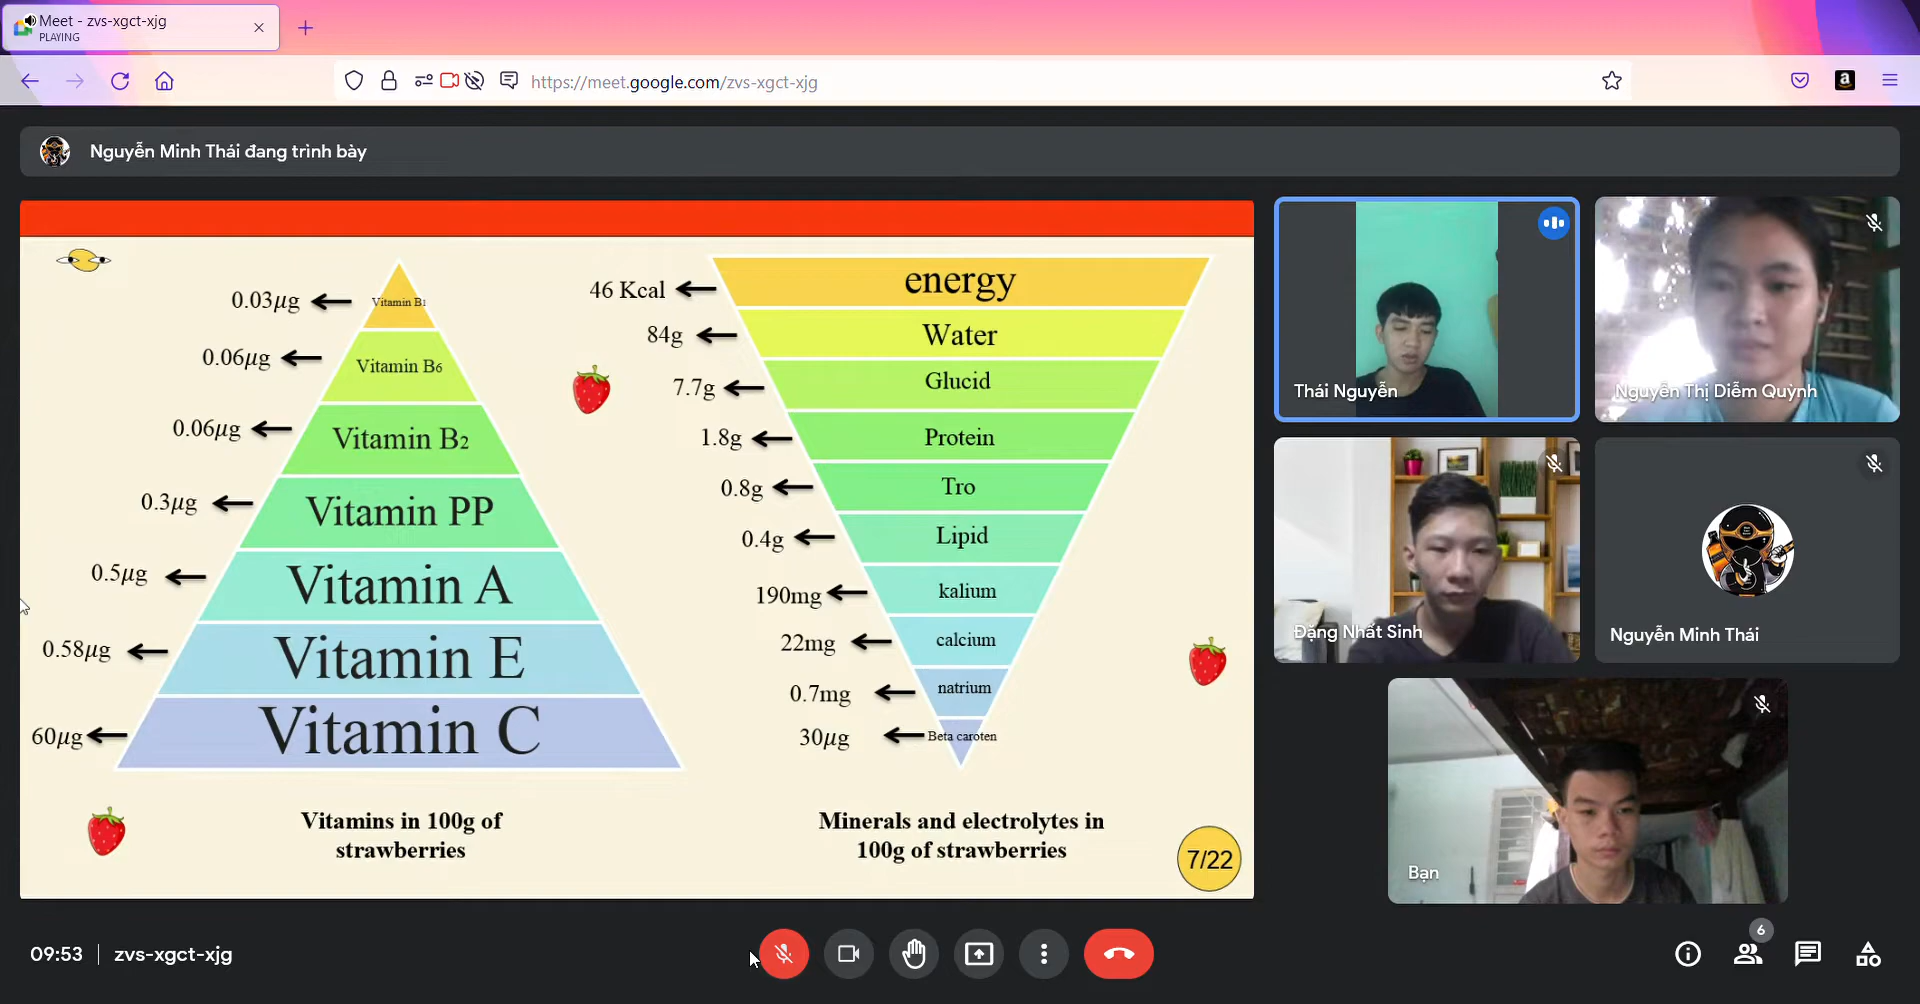 Meet - zvs-xgct-xjg
PLAYING
https://meet.google.com/zvs-xgct-xjg
Nguyễn Minh Thái đang trình bày
0.03µg
Vitamin B1
0.06µg
Vitamin B6
0.06µg
Vitamin B2
0.3µg
Vitamin PP
0.5µg
Vitamin A
0.58µg
Vitamin E
60µg
Vitamin C
Vitamins in 100g of
strawberries
46 Kcal
energy
84g
Water
7.7g
Glucid
1.8g
Protein
0.8g
Tro
0.4g
Lipid
190mg
kalium
22mg
calcium
0.7mg
natrium
30µg
Beta caroten
Minerals and electrolytes in
100g of strawberries
7/22
Thái Nguyễn
Nguyễn Thị Diễm Quỳnh
Đặng Nhất Sinh
Nguyễn Minh Thái
Bạn
09:53
zvs-xgct-xjg
6